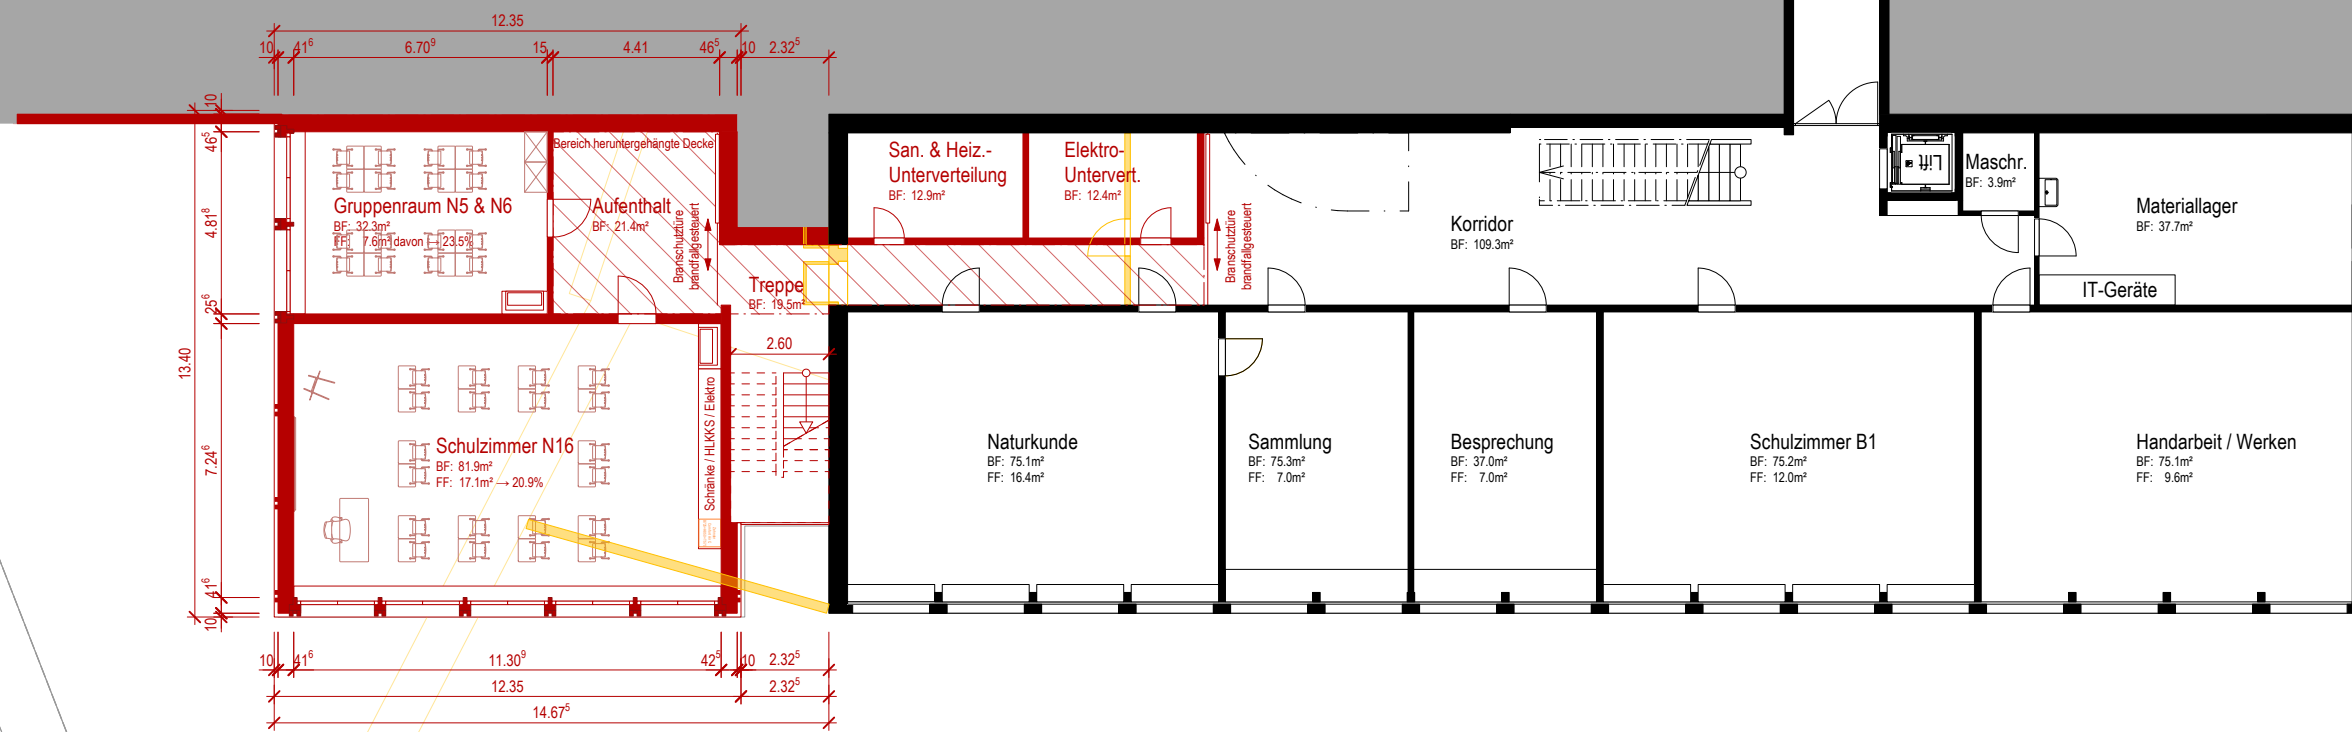 12.35
10 41⁶ 6.70⁹ 15 4.41 46⁵ 10 2.32⁵
10
46⁵
4.81⁸
25⁶
13.40
7.24⁶
41⁶
10
Bereich heruntergehängte Decke
Gruppenraum N5 & N6
BF: 32.3m²
FF: 7.6m² davon → 23.5%
Aufenthalt
BF: 21.4m²
Branschutztüre
brandfallgesteuert
Treppe
BF: 19.5m²
2.60
San. & Heiz.-
Unterverteilung
BF: 12.9m²
Elektro-
Untervert.
BF: 12.4m²
Branschutztüre
brandfallgesteuert
Korridor
BF: 109.3m²
Lift
Maschr.
BF: 3.9m²
Materiallager
BF: 37.7m²
IT-Geräte
Schulzimmer N16
BF: 81.9m²
FF: 17.1m² → 20.9%
Schränke / HLKKS / Elektro
Naturkunde
BF: 75.1m²
FF: 16.4m²
Sammlung
BF: 75.3m²
FF: 7.0m²
Besprechung
BF: 37.0m²
FF: 7.0m²
Schulzimmer B1
BF: 75.2m²
FF: 12.0m²
Handarbeit / Werken
BF: 75.1m²
FF: 9.6m²
10 41⁶ 11.30⁹ 42⁵ 10 2.32⁵
12.35 2.32⁵
14.67⁵